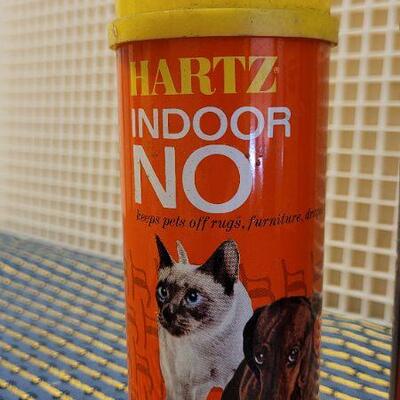 HARTZ®
INDOOR
NO
keeps pets off rugs, furniture,